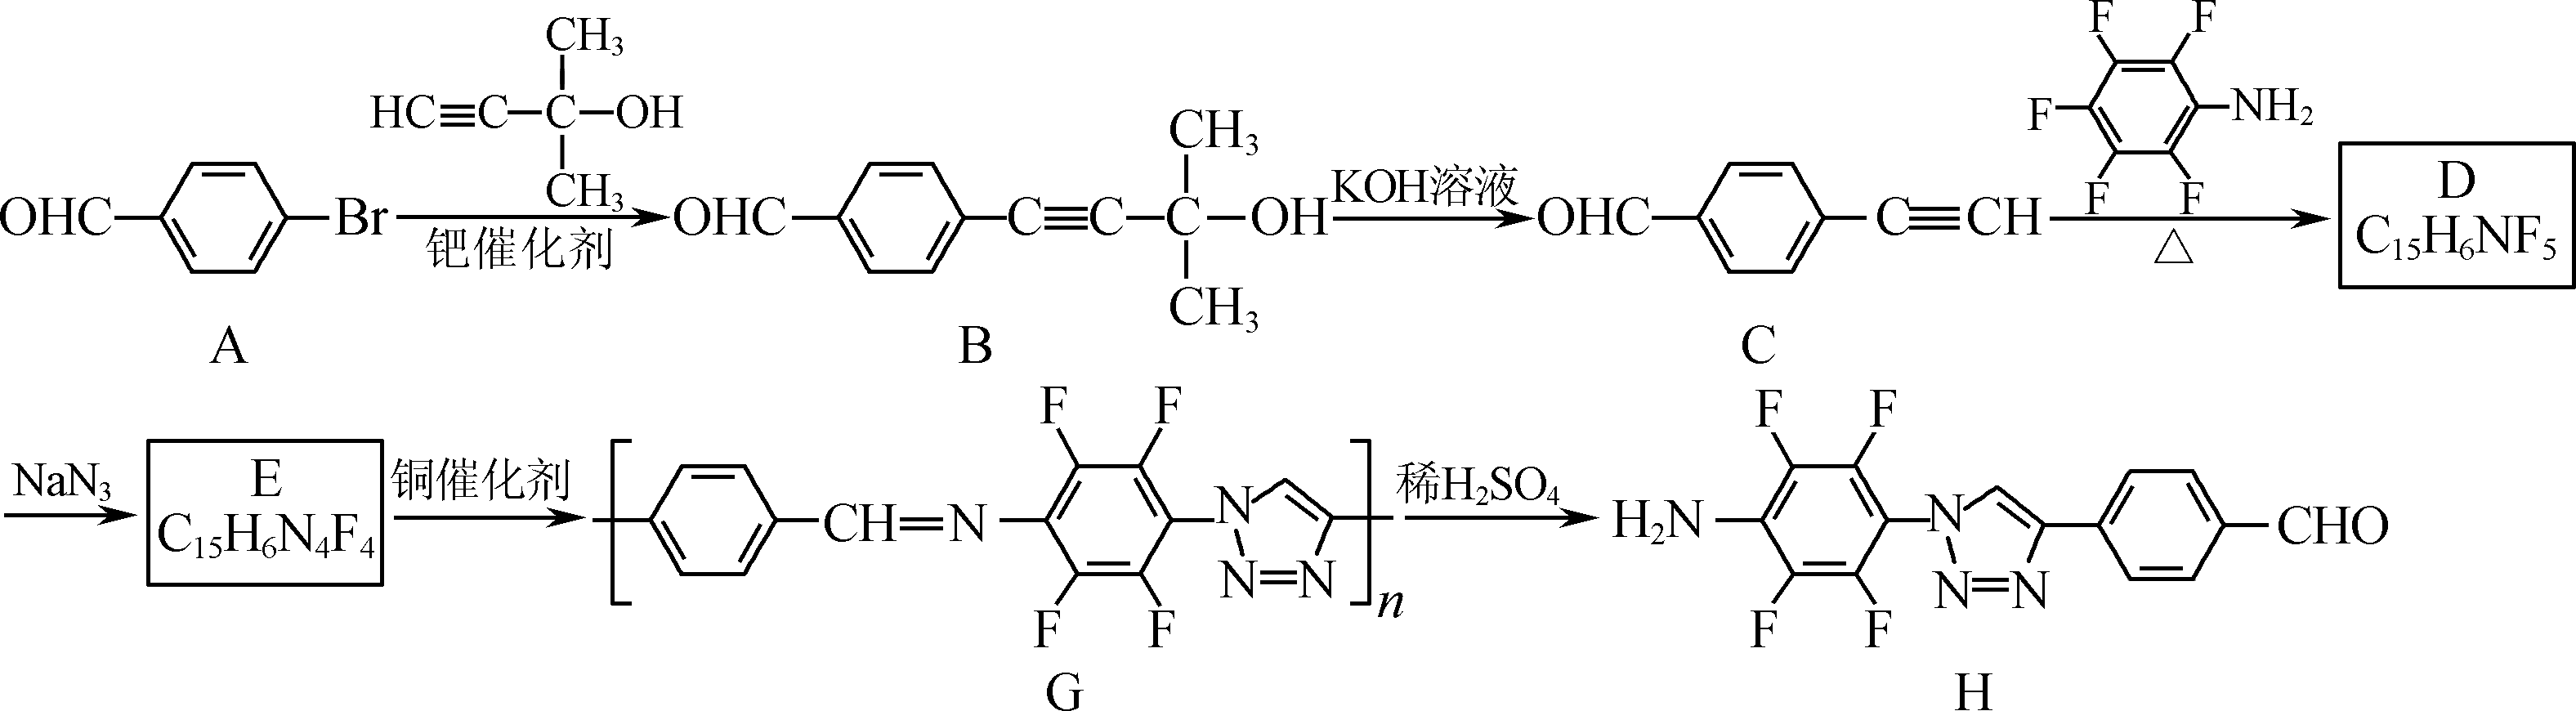 CH₃
HC≡C—C—OH
CH₃
OHC Br
钯催化剂
A
CH₃
OHC C≡C—C—OH
CH₃
B
KOH溶液
OHC C≡CH
C
F F
F NH₂
F F
△
D
C₁₅H₆NF₅
NaN₃
E
C₁₅H₆N₄F₄
铜催化剂
F F
CH=N N
N=N
F F
n
G
稀H₂SO₄
F F
H₂N N CHO
N=N
F F
H